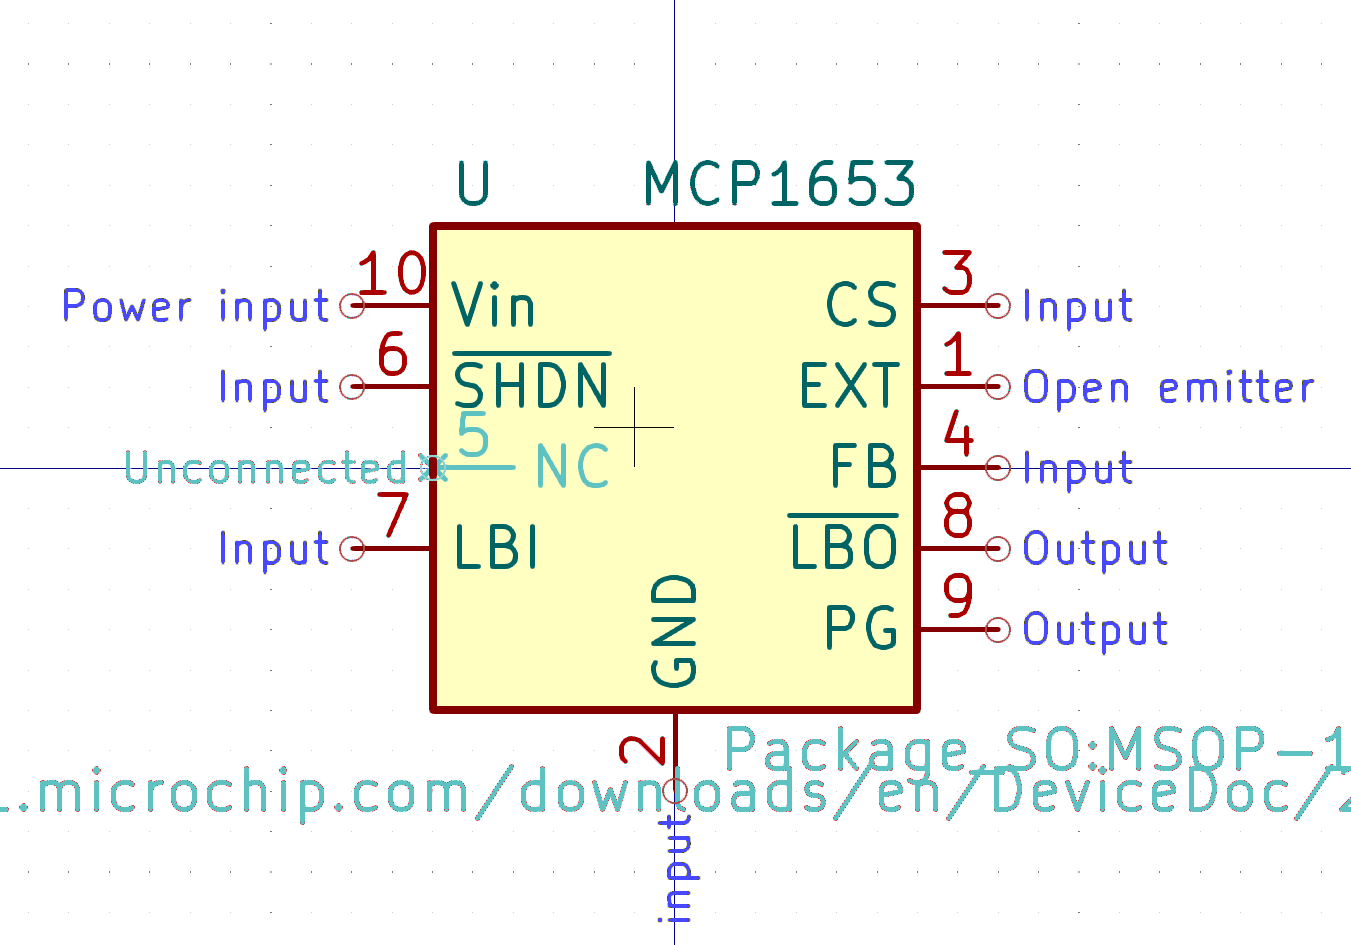 U MCP1653
10 3
Power input Vin CS Input
6 1
Input SHDN EXT Open emitter
5 4
Unconnected NC FB Input
7 8
Input LBI LBO Output
9
PG Output
GND
2
Package_SO:MSOP-1
.microchip.com/downloads/en/DeviceDoc/2
input